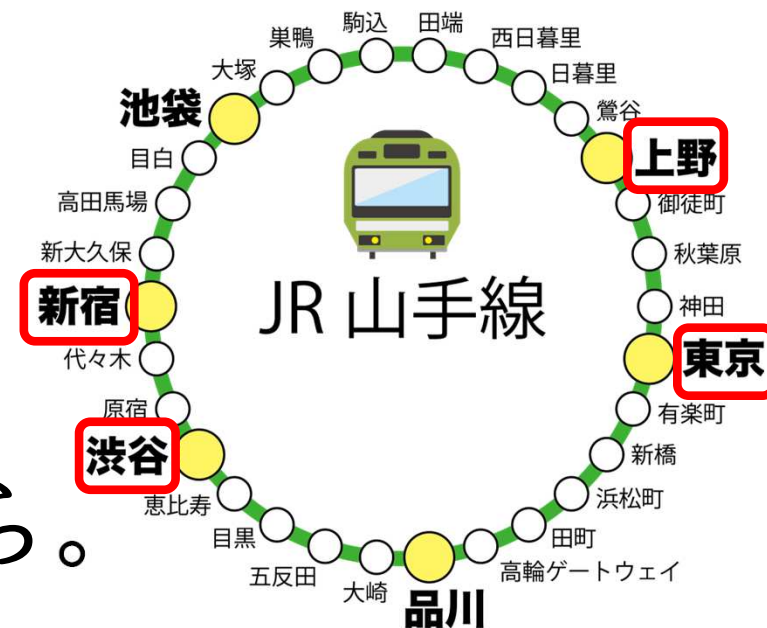 駒込
田端
巣鴨
西日暮里
大塚
日暮里
池袋
鶯谷
目白
上野
高田馬場
御徒町
新大久保
秋葉原
新宿
JR 山手線
神田
代々木
東京
原宿
有楽町
渋谷
新橋
恵比寿
浜松町
目黒
田町
五反田
高輪ゲートウェイ
大崎
品川
ら。